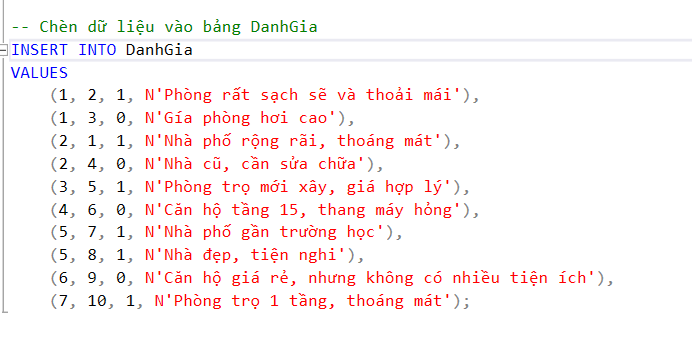 -- Chèn dữ liệu vào bảng DanhGia
INSERT INTO DanhGia
VALUES
(1, 2, 1, N'Phòng rất sạch sẽ và thoải mái'),
(1, 3, 0, N'Gía phòng hơi cao'),
(2, 1, 1, N'Nhà phố rộng rãi, thoáng mát'),
(2, 4, 0, N'Nhà cũ, cần sửa chữa'),
(3, 5, 1, N'Phòng trọ mới xây, giá hợp lý'),
(4, 6, 0, N'Căn hộ tầng 15, thang máy hỏng'),
(5, 7, 1, N'Nhà phố gần trường học'),
(5, 8, 1, N'Nhà đẹp, tiện nghi'),
(6, 9, 0, N'Căn hộ giá rẻ, nhưng không có nhiều tiện ích'),
(7, 10, 1, N'Phòng trọ 1 tầng, thoáng mát');